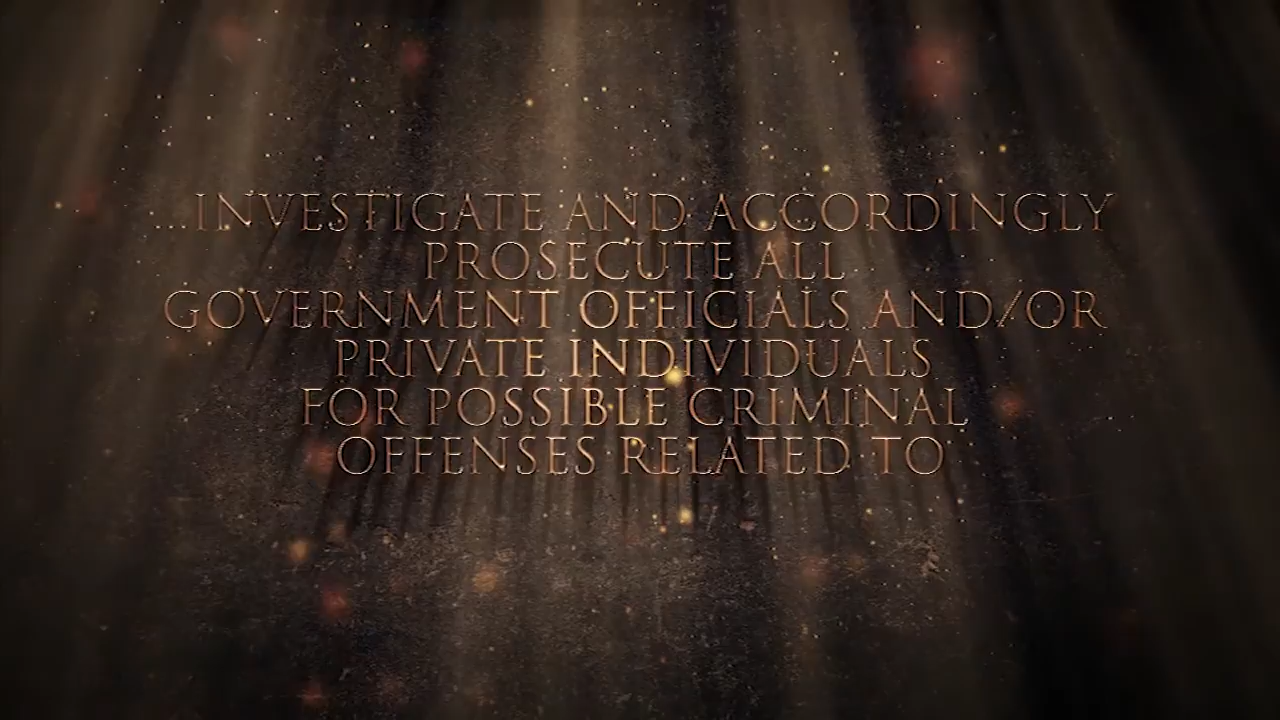 ...INVESTIGATE AND ACCORDINGLY
PROSECUTE ALL
GOVERNMENT OFFICIALS AND/OR
PRIVATE INDIVIDUALS
FOR POSSIBLE CRIMINAL
OFFENSES RELATED TO